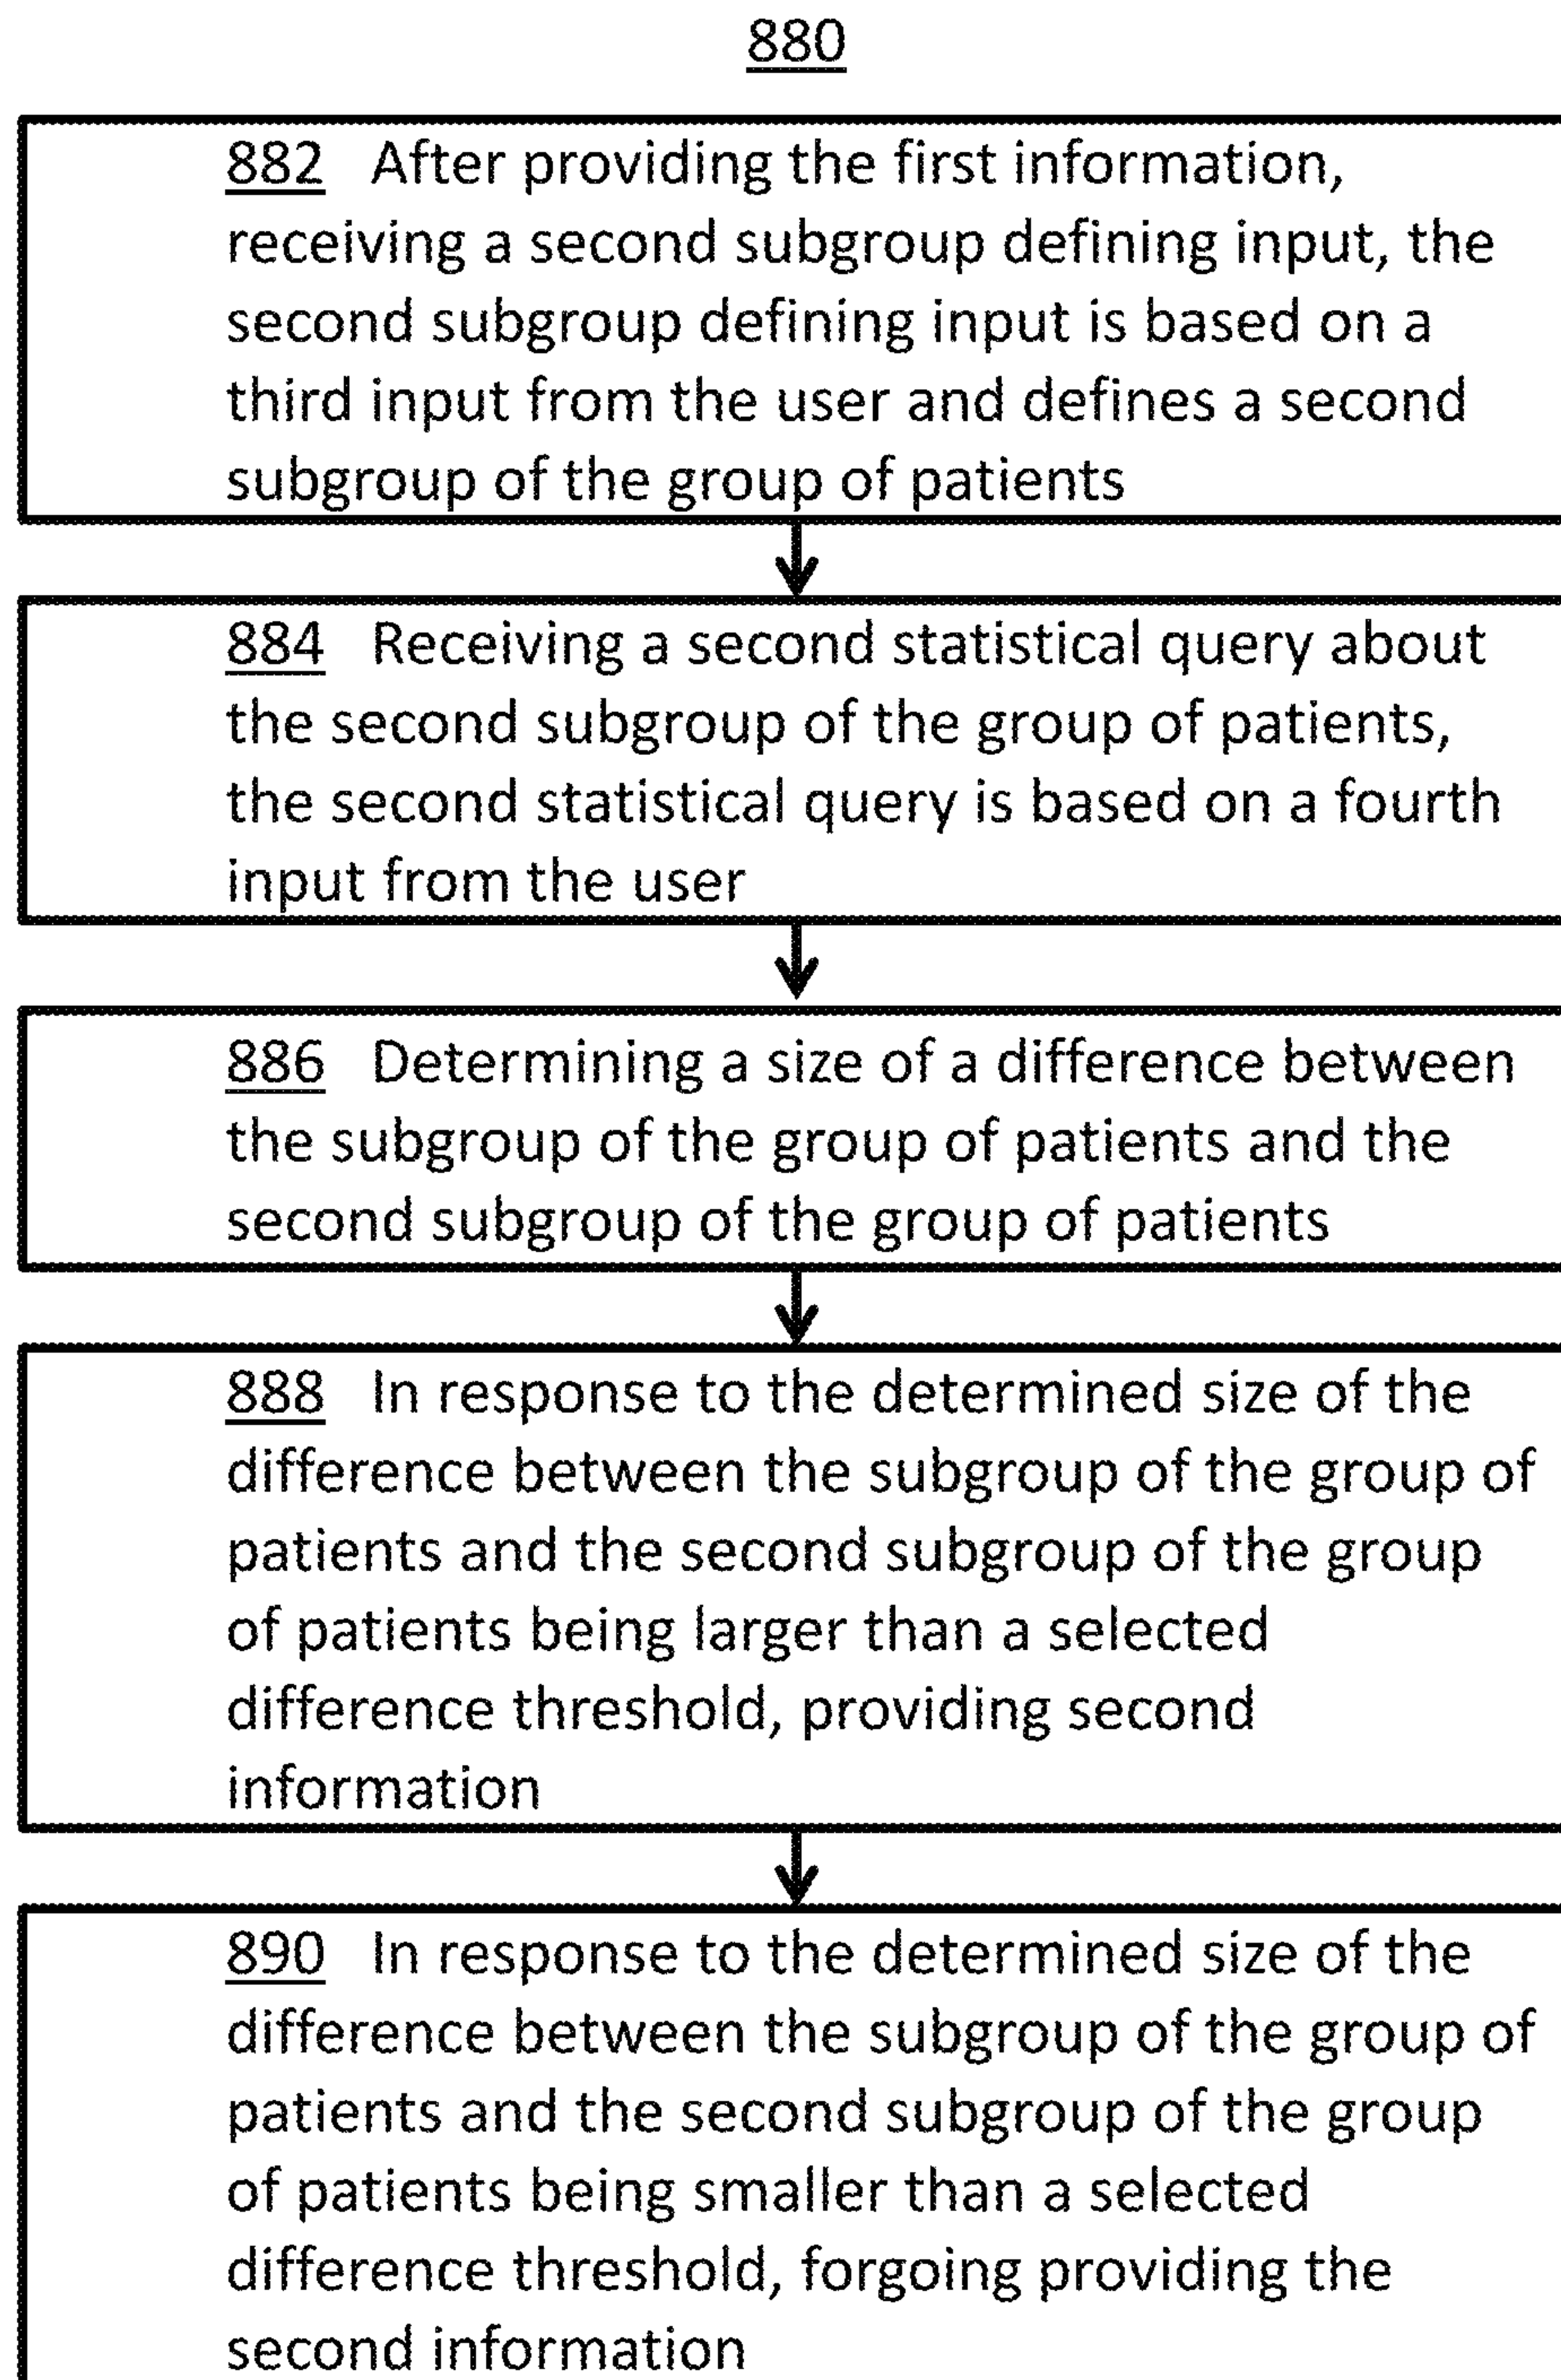 880
882 After providing the first information,
receiving a second subgroup defining input, the
second subgroup defining input is based on a
third input from the user and defines a second
subgroup of the group of patients
884 Receiving a second statistical query about
the second subgroup of the group of patients,
the second statistical query is based on a fourth
input from the user
886 Determining a size of a difference between
the subgroup of the group of patients and the
second subgroup of the group of patients
888 In response to the determined size of the
difference between the subgroup of the group of
patients and the second subgroup of the group
of patients being larger than a selected
difference threshold, providing second
information
890 In response to the determined size of the
difference between the subgroup of the group of
patients and the second subgroup of the group
of patients being smaller than a selected
difference threshold, forgoing providing the
second information